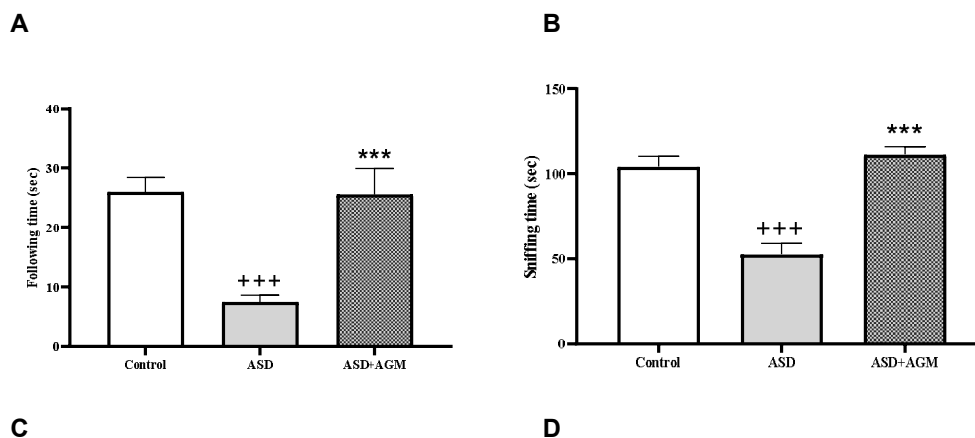 A
Following time (sec)
40
30
20
10
0
+++
***
Control
ASD
ASD+AGM
B
Sniffing time (sec)
150
100
50
0
+++
***
Control
ASD
ASD+AGM
C
D